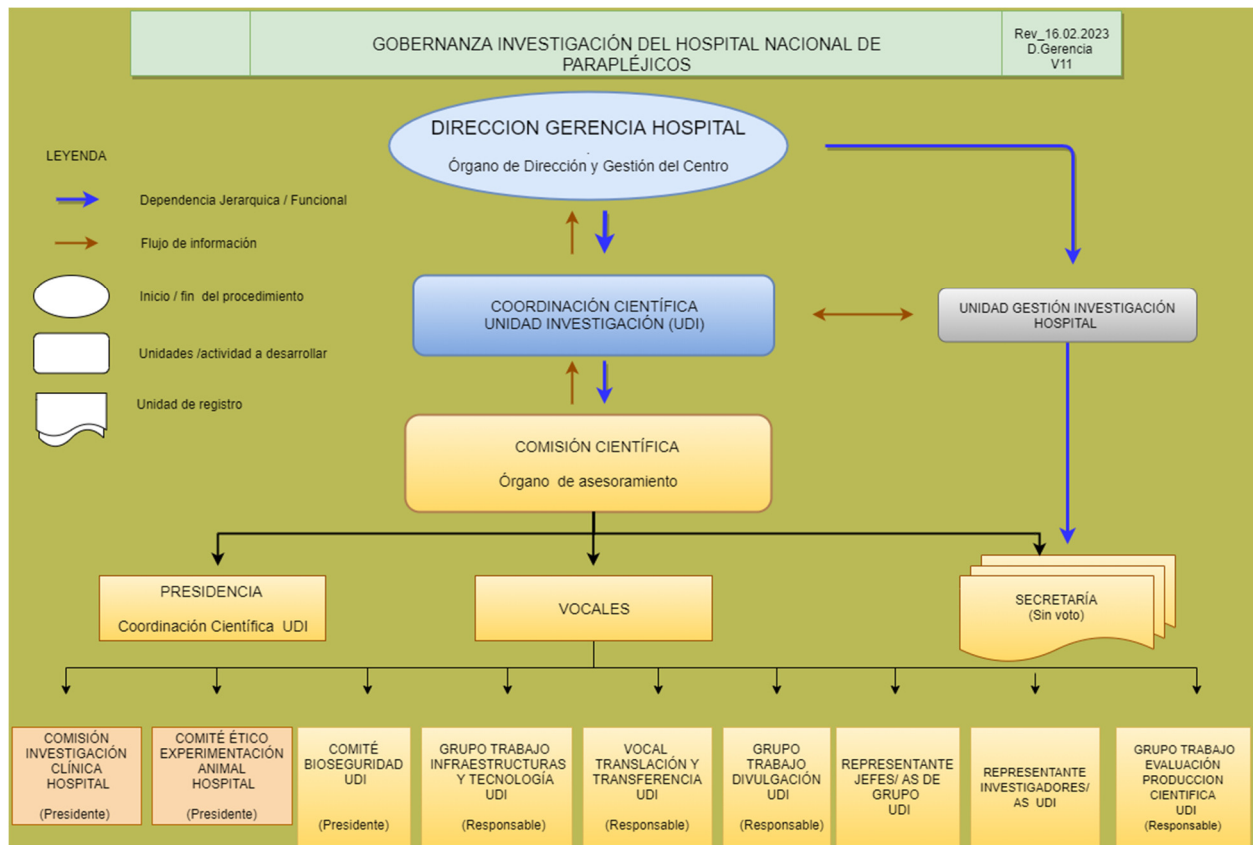 GOBERNANZA INVESTIGACIÓN DEL HOSPITAL NACIONAL DE
PARAPLÉJICOS
Rev_16.02.2023
D.Gerencia
V11
DIRECCION GERENCIA HOSPITAL
.
Órgano de Dirección y Gestión del Centro
LEYENDA
Dependencia Jerarquica / Funcional
Flujo de información
Inicio / fin del procedimiento
Unidades /actividad a desarrollar
Unidad de registro
COORDINACIÓN CIENTÍFICA
UNIDAD INVESTIGACIÓN (UDI)
UNIDAD GESTIÓN INVESTIGACIÓN
HOSPITAL
COMISIÓN CIENTÍFICA
Órgano de asesoramiento
PRESIDENCIA
Coordinación Científica UDI
VOCALES
SECRETARÍA
(Sin voto)
COMISIÓN
INVESTIGACIÓN
CLÍNICA
HOSPITAL
(Presidente)
COMITÉ ÉTICO
EXPERIMENTACIÓN
ANIMAL
HOSPITAL
(Presidente)
COMITÉ
BIOSEGURIDAD
UDI
(Presidente)
GRUPO TRABAJO
INFRAESTRUCTURAS
Y TECNOLOGÍA
UDI
(Responsable)
VOCAL
TRANSLACIÓN Y
TRANSFERENCIA
UDI
(Responsable)
GRUPO
TRABAJO
DIVULGACIÓN
UDI
(Responsable)
REPRESENTANTE
JEFES/ AS DE
GRUPO
UDI
REPRESENTANTE
INVESTIGADORES/
AS UDI
GRUPO TRABAJO
EVALUACIÓN
PRODUCCION
CIENTIFICA
UDI
(Responsable)